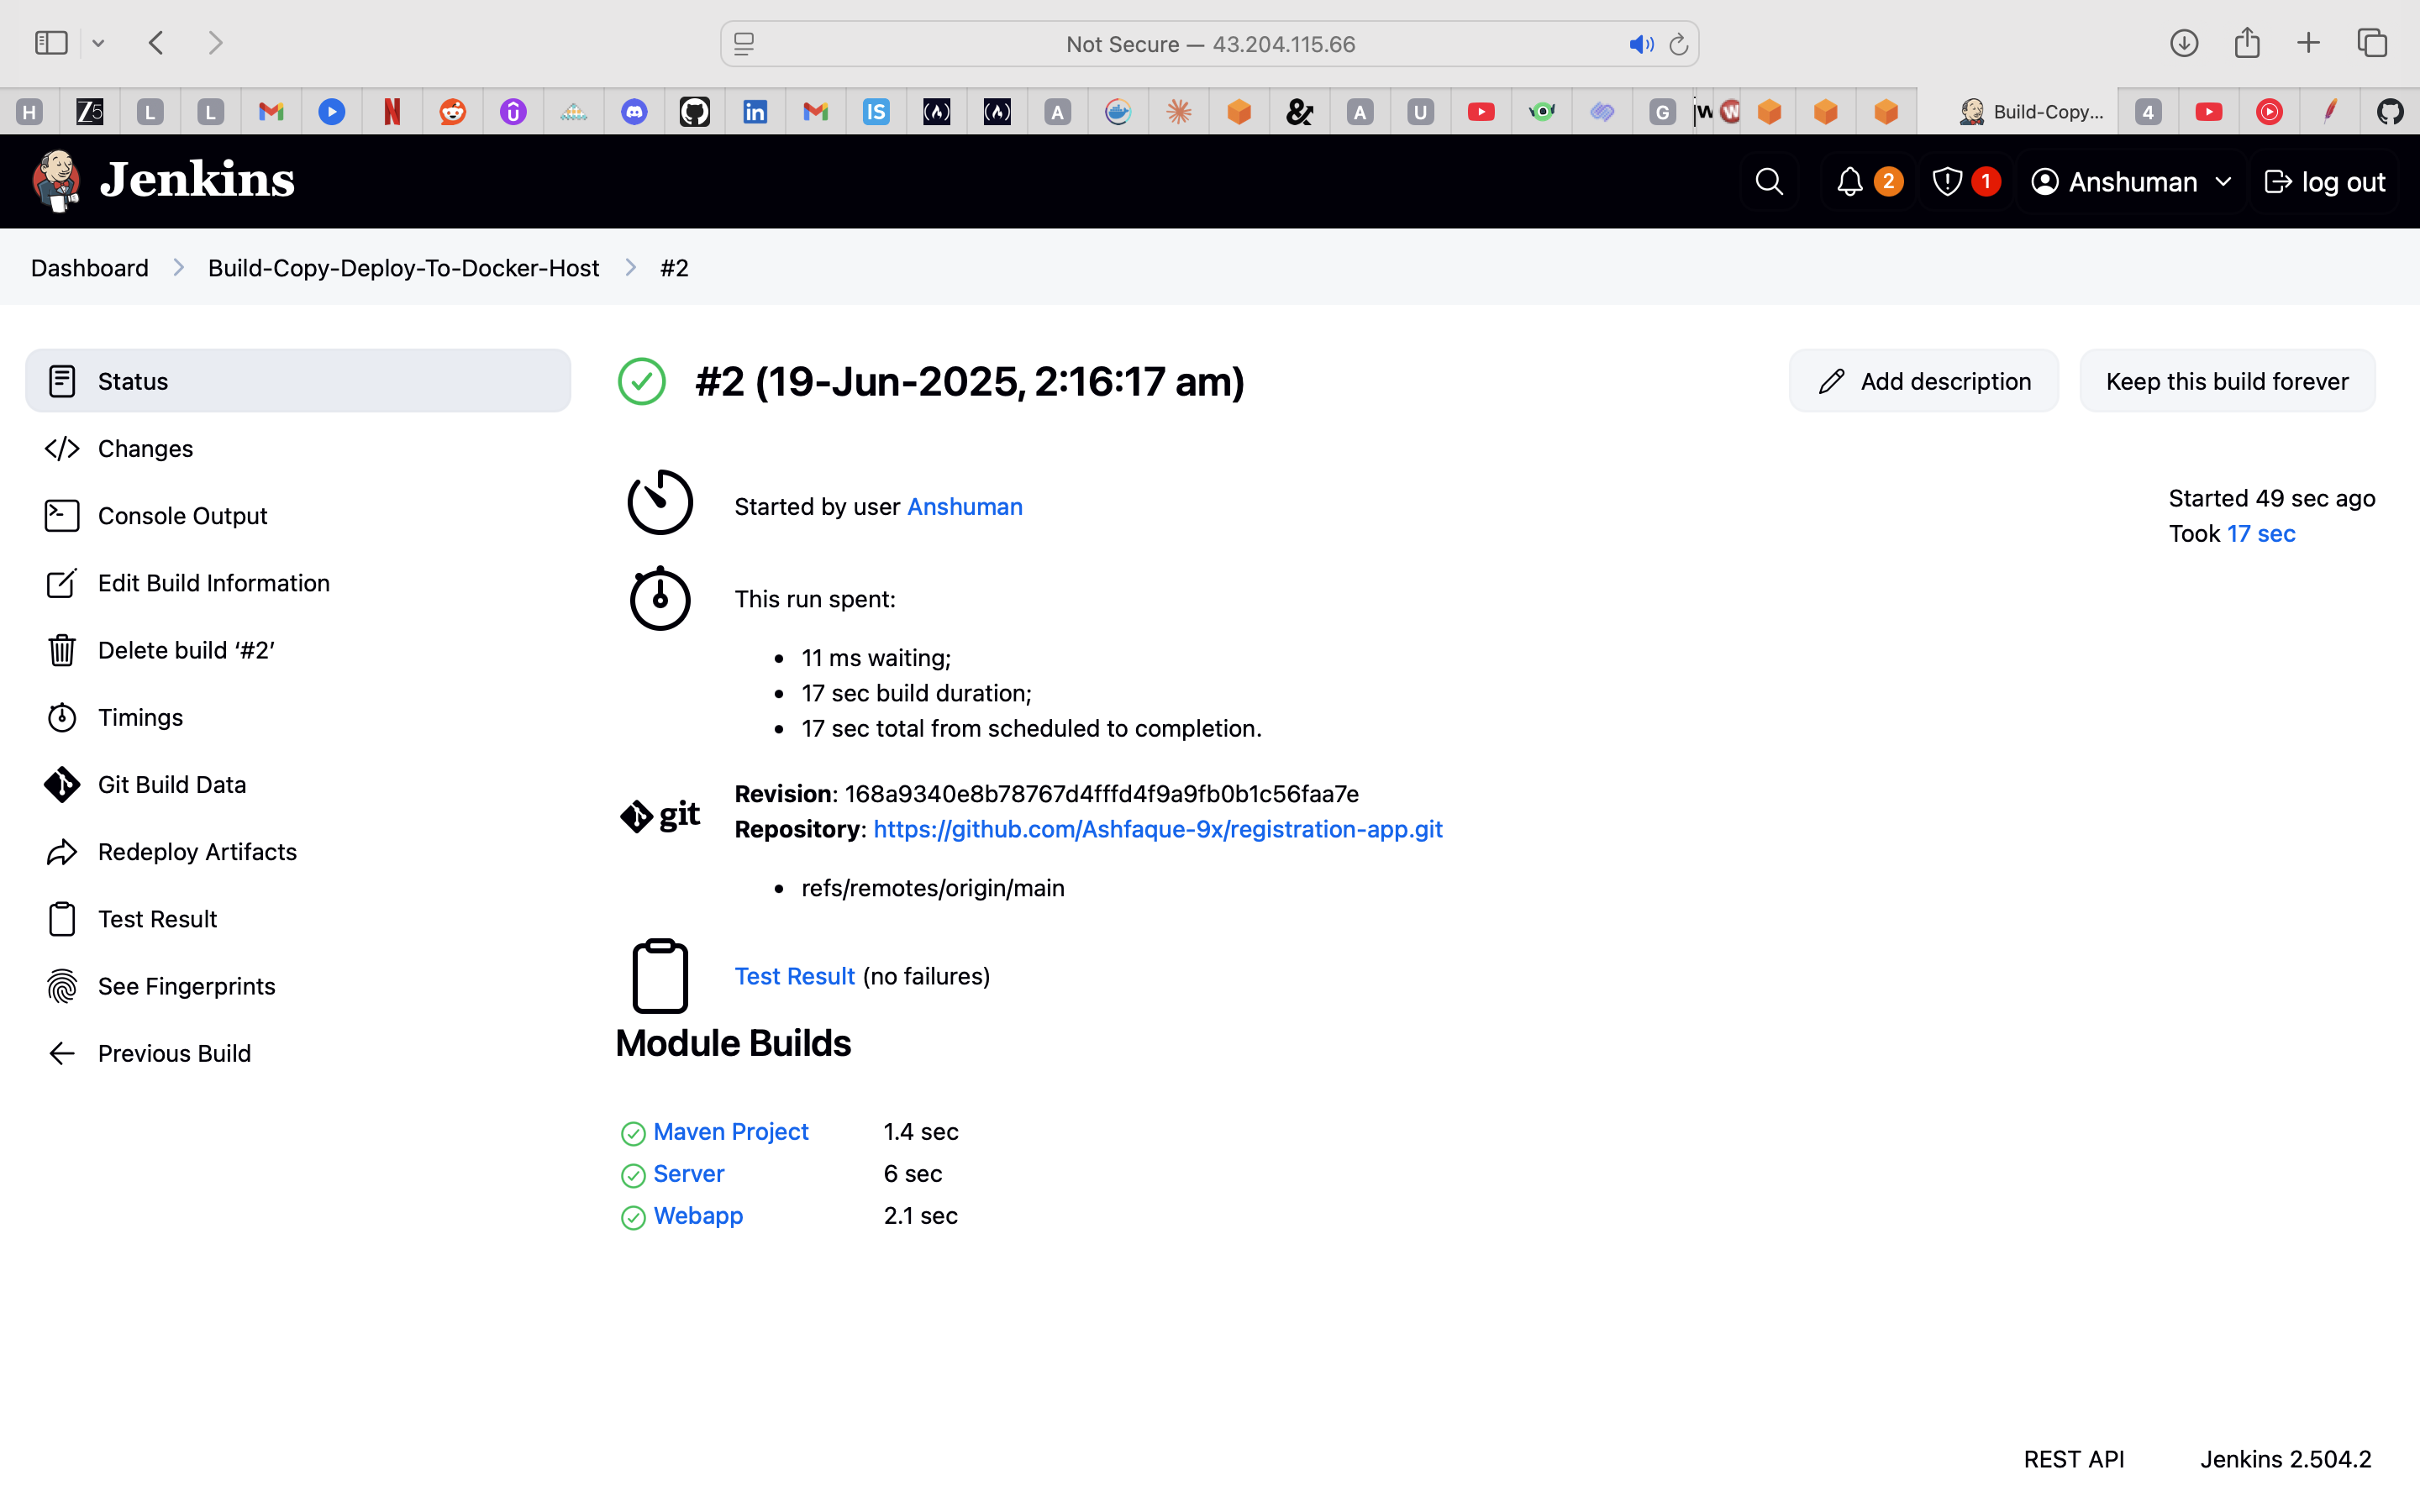 Not Secure — 43.204.115.66
H
Z5
L
L
N
in
IS
A
&
A
U
G
W
W
Build-Copy...
4
Jenkins
2
1
Anshuman
log out
Dashboard
Build-Copy-Deploy-To-Docker-Host
#2
Status
Changes
Console Output
Edit Build Information
Delete build ‘#2’
Timings
Git Build Data
Redeploy Artifacts
Test Result
See Fingerprints
Previous Build
#2 (19-Jun-2025, 2:16:17 am)
Add description
Keep this build forever
Started by user Anshuman
Started 49 sec ago
Took 17 sec
This run spent:
11 ms waiting;
17 sec build duration;
17 sec total from scheduled to completion.
git
Revision: 168a9340e8b78767d4fffd4f9a9fb0b1c56faa7e
Repository: https://github.com/Ashfaque-9x/registration-app.git
refs/remotes/origin/main
Test Result (no failures)
Module Builds
Maven Project 1.4 sec
Server 6 sec
Webapp 2.1 sec
REST API
Jenkins 2.504.2